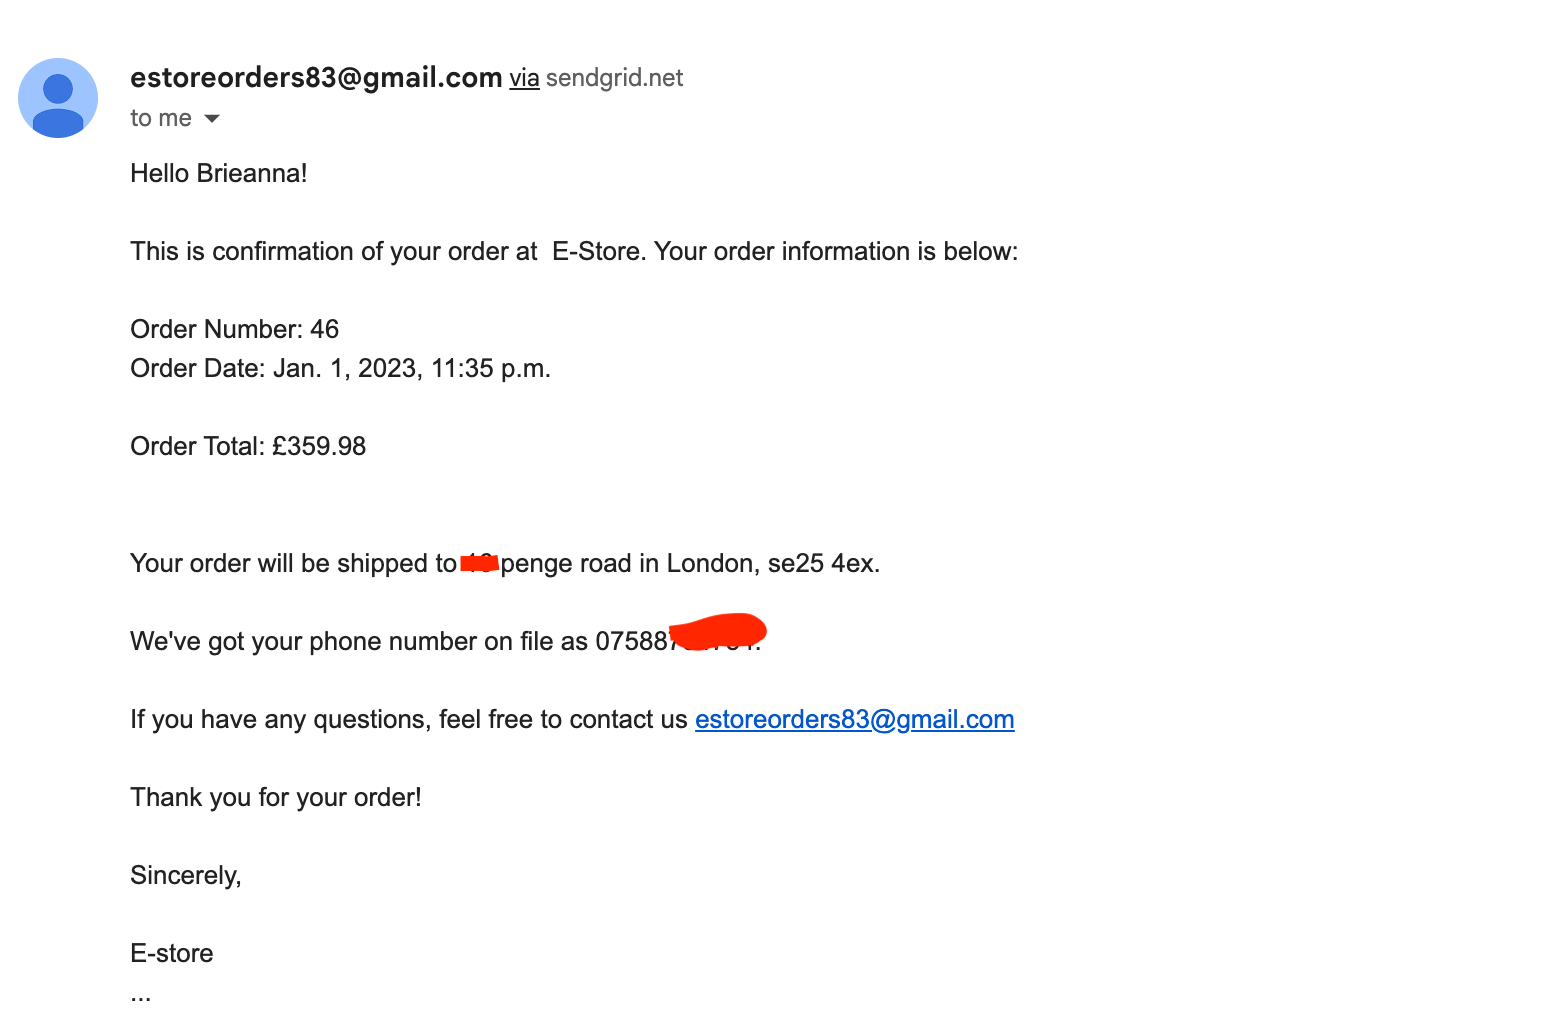 estoreorders83@gmail.com via sendgrid.net
to me
Hello Brieanna!
This is confirmation of your order at  E-Store. Your order information is below:
Order Number: 46
Order Date: Jan. 1, 2023, 11:35 p.m.
Order Total: £359.98
Your order will be shipped to penge road in London, se25 4ex.
We've got your phone number on file as 07588
If you have any questions, feel free to contact us estoreorders83@gmail.com
Thank you for your order!
Sincerely,
E-store
...